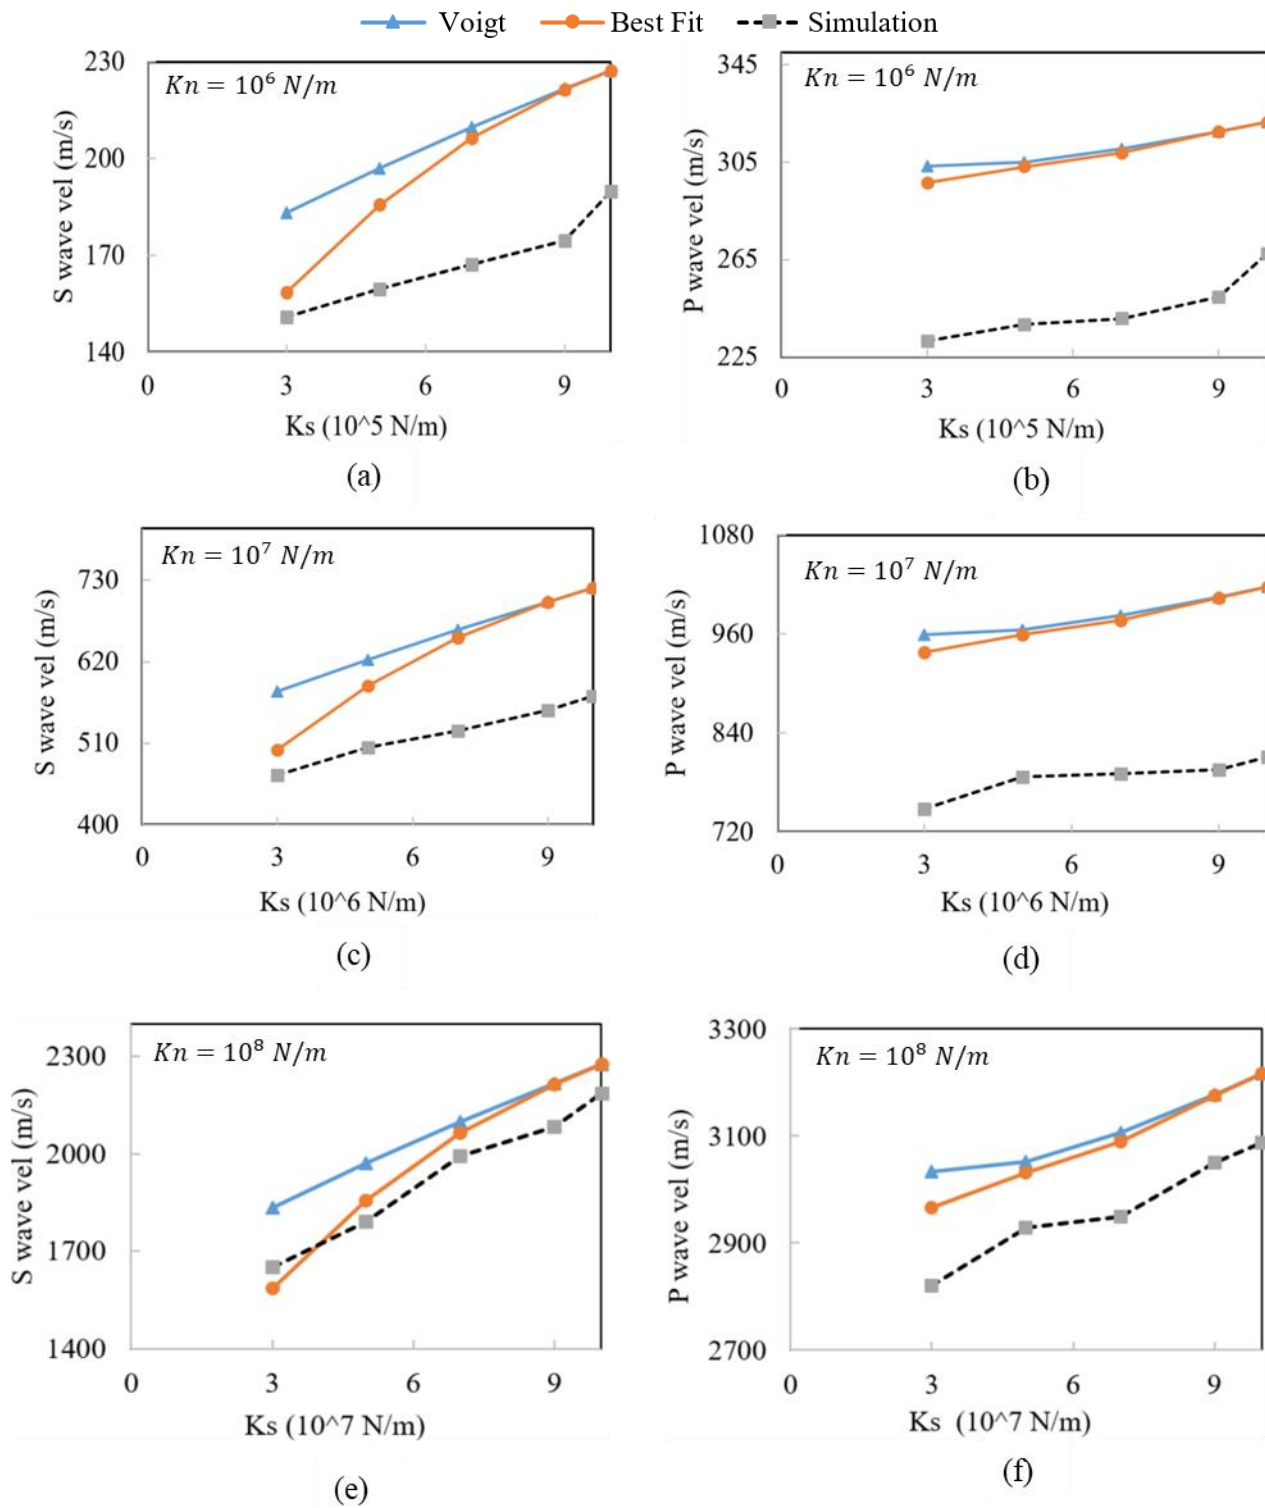 Voigt Best Fit Simulation
Kn = 10⁶ N/m
S wave vel (m/s)
230
200
170
140
0 3 6 9
Ks (10^5 N/m)
(a)
Kn = 10⁶ N/m
P wave vel (m/s)
345
305
265
225
0 3 6 9
Ks (10^5 N/m)
(b)
Kn = 10⁷ N/m
S wave vel (m/s)
730
620
510
400
0 3 6 9
Ks (10^6 N/m)
(c)
Kn = 10⁷ N/m
P wave vel (m/s)
1080
960
840
720
0 3 6 9
Ks (10^6 N/m)
(d)
Kn = 10⁸ N/m
S wave vel (m/s)
2300
2000
1700
1400
0 3 6 9
Ks (10^7 N/m)
(e)
Kn = 10⁸ N/m
P wave vel (m/s)
3300
3100
2900
2700
0 3 6 9
Ks (10^7 N/m)
(f)